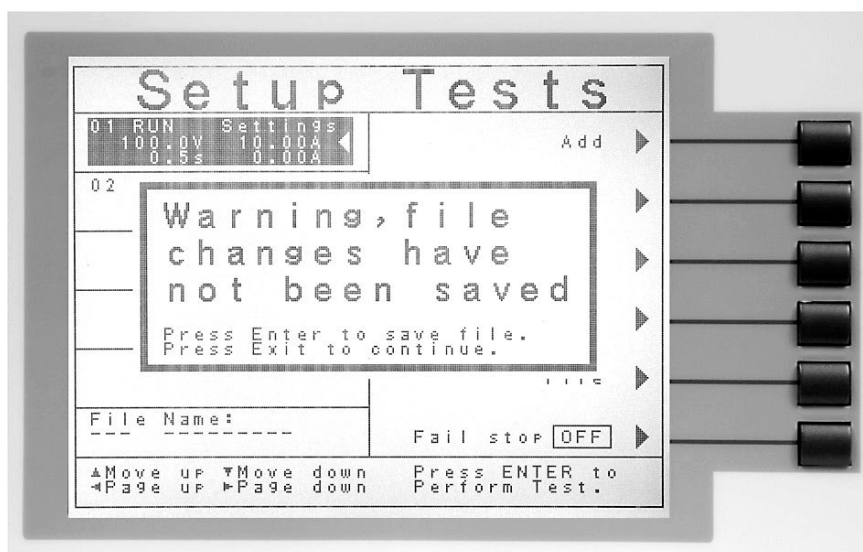 Setup Tests
01 RUN Settings
100.0V 10.00A
0.5s 0.00A
Add
02
Warning, file
changes have
not been saved
Press Enter to save file.
Press Exit to continue.
File Name:
Fail stop OFF
▲Move up ▼Move down
◄Page up ►Page down
Press ENTER to
Perform Test.